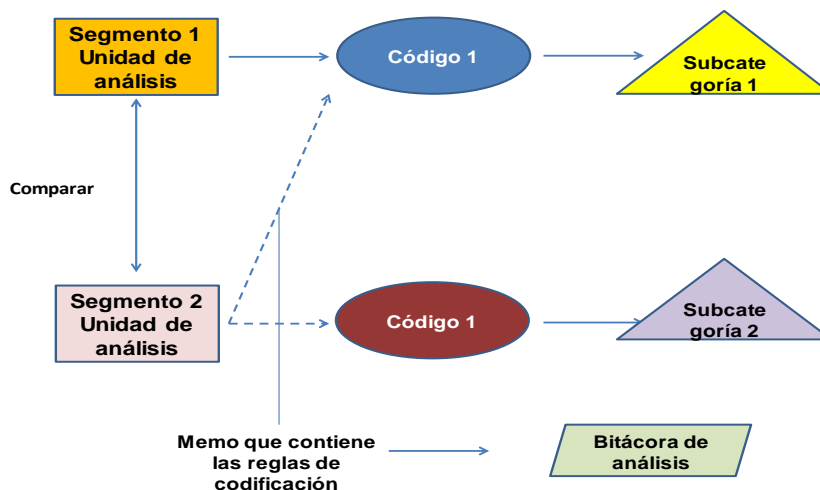 Segmento 1
Unidad de
análisis
Código 1
Subcate
goría 1
Comparar
Segmento 2
Unidad de
análisis
Código 1
Subcate
goría 2
Memo que contiene
las reglas de
codificación
Bitácora de
análisis